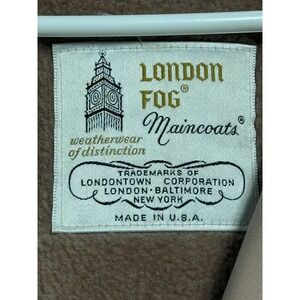 LONDON
FOG®
Maincoats®
weatherwear
of distinction
TRADEMARKS OF
LONDONTOWN CORPORATION
LONDON · BALTIMORE
NEW YORK
MADE IN U.S.A.